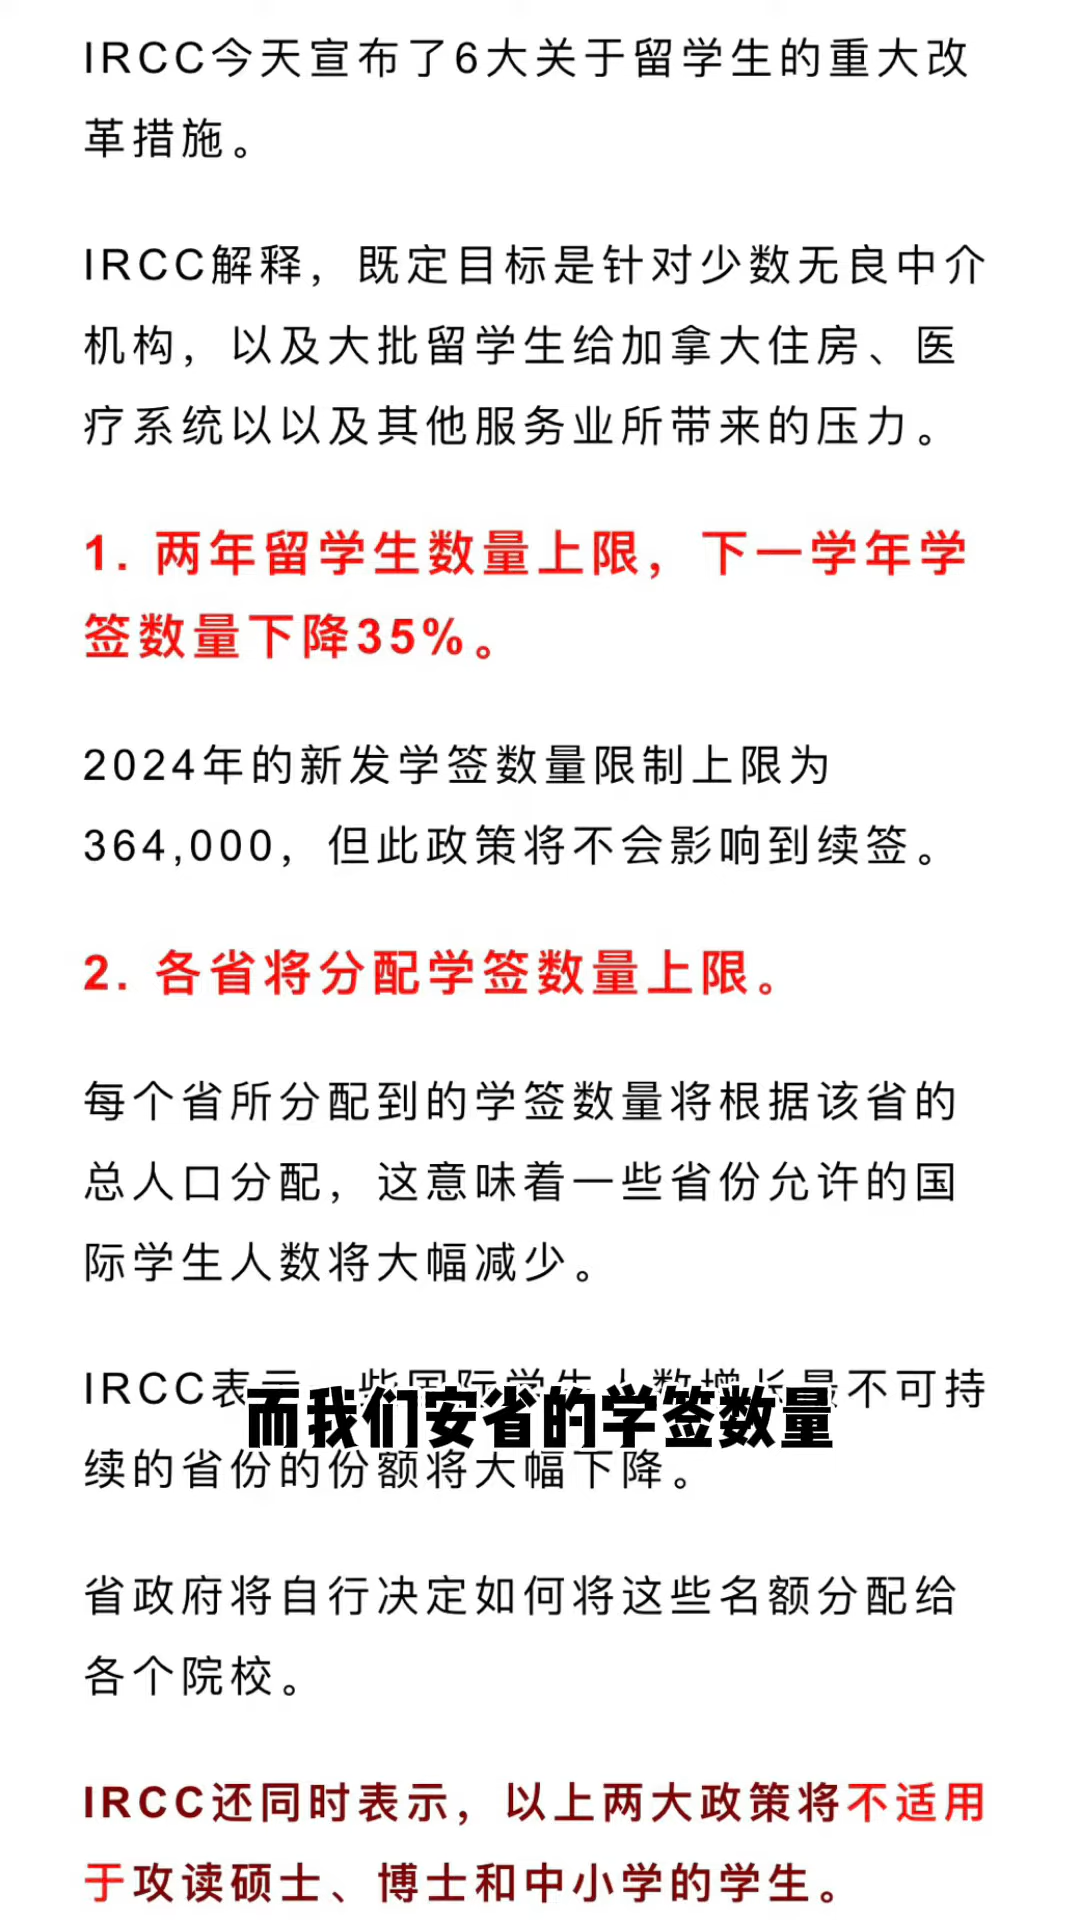 IRCC今天宣布了6大关于留学生的重大改
革措施。
IRCC解释，既定目标是针对少数无良中介
机构，以及大批留学生给加拿大住房、医
疗系统以以及其他服务业所带来的压力。
1. 两年留学生数量上限，下一学年学
签数量下降35%。
2024年的新发学签数量限制上限为
364,000，但此政策将不会影响到续签。
2. 各省将分配学签数量上限。
每个省所分配到的学签数量将根据该省的
总人口分配，这意味着一些省份允许的国
际学生人数将大幅减少。
IRCC表示一些国际学生人数增长最不可持
而我们安省的学签数量
续的省份的份额将大幅下降。
省政府将自行决定如何将这些名额分配给
各个院校。
IRCC还同时表示，以上两大政策将不适用
于攻读硕士、博士和中小学的学生。